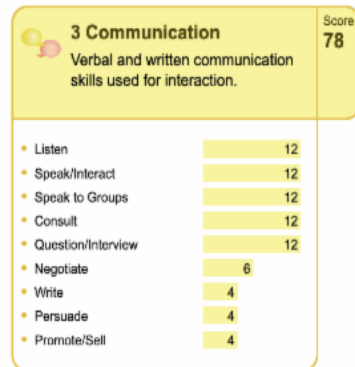 3 Communication
Verbal and written communication
skills used for interaction.
Score
78
Listen 12
Speak/Interact 12
Speak to Groups 12
Consult 12
Question/Interview 12
Negotiate 6
Write 4
Persuade 4
Promote/Sell 4